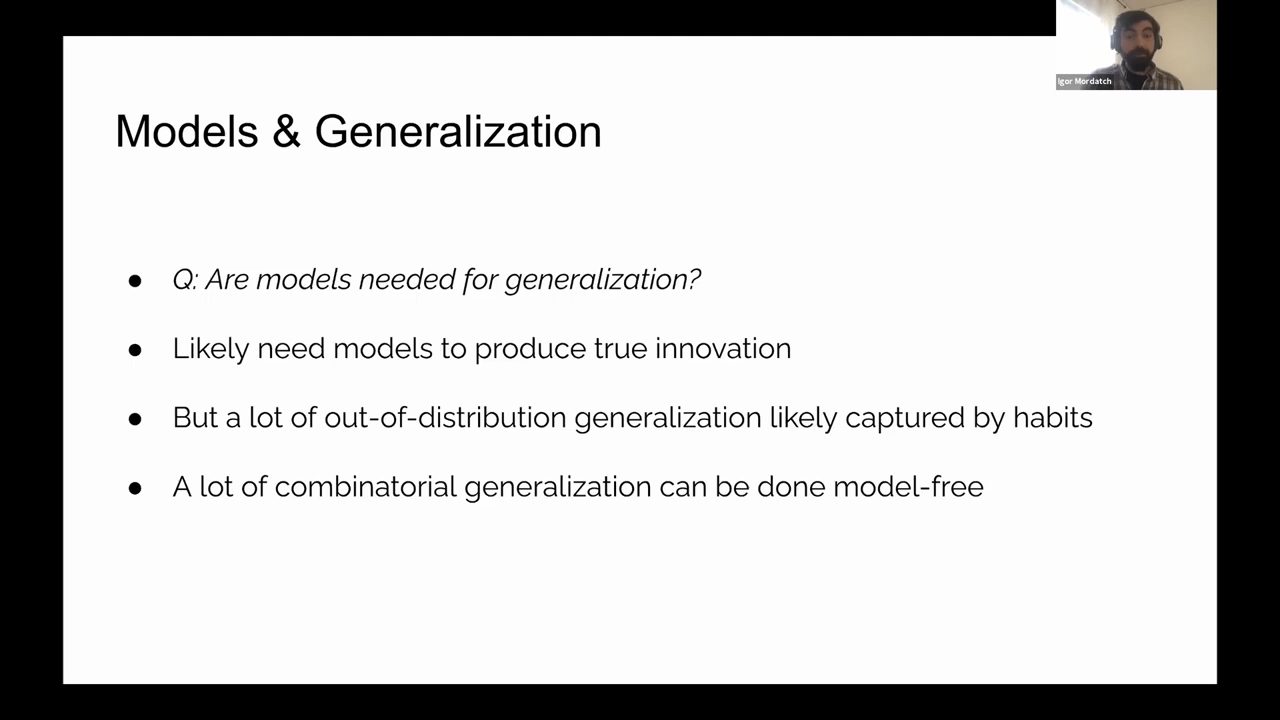 Igor Mordatch
Models & Generalization
● Q: Are models needed for generalization?
● Likely need models to produce true innovation
● But a lot of out-of-distribution generalization likely captured by habits
● A lot of combinatorial generalization can be done model-free